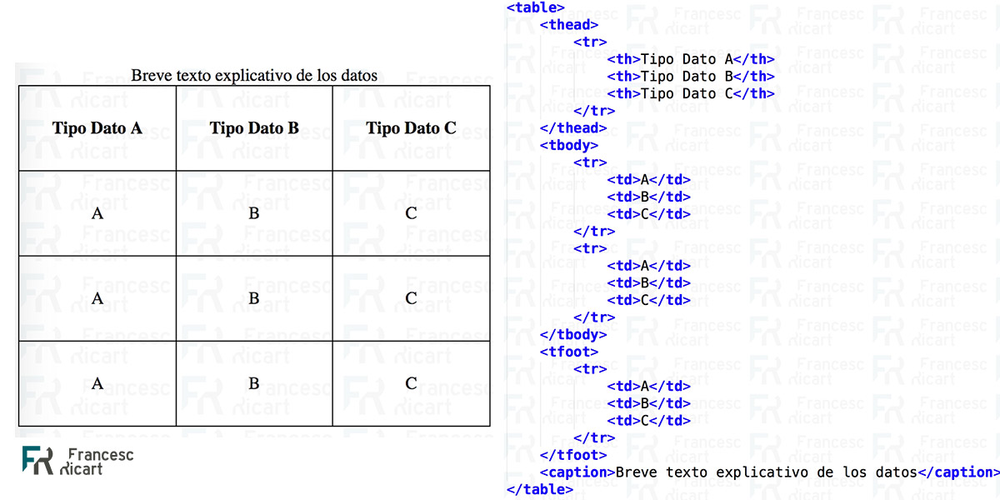 Breve texto explicativo de los datos
Tipo Dato A Tipo Dato B Tipo Dato C
A B C
A B C
A B C
Francesc
Ricart
<table>
<thead>
<tr>
<th>Tipo Dato A</th>
<th>Tipo Dato B</th>
<th>Tipo Dato C</th>
</tr>
</thead>
<tbody>
<tr>
<td>A</td>
<td>B</td>
<td>C</td>
</tr>
<tr>
<td>A</td>
<td>B</td>
<td>C</td>
</tr>
</tbody>
<tfoot>
<tr>
<td>A</td>
<td>B</td>
<td>C</td>
</tr>
</tfoot>
<caption>Breve texto explicativo de los datos</caption>
</table>